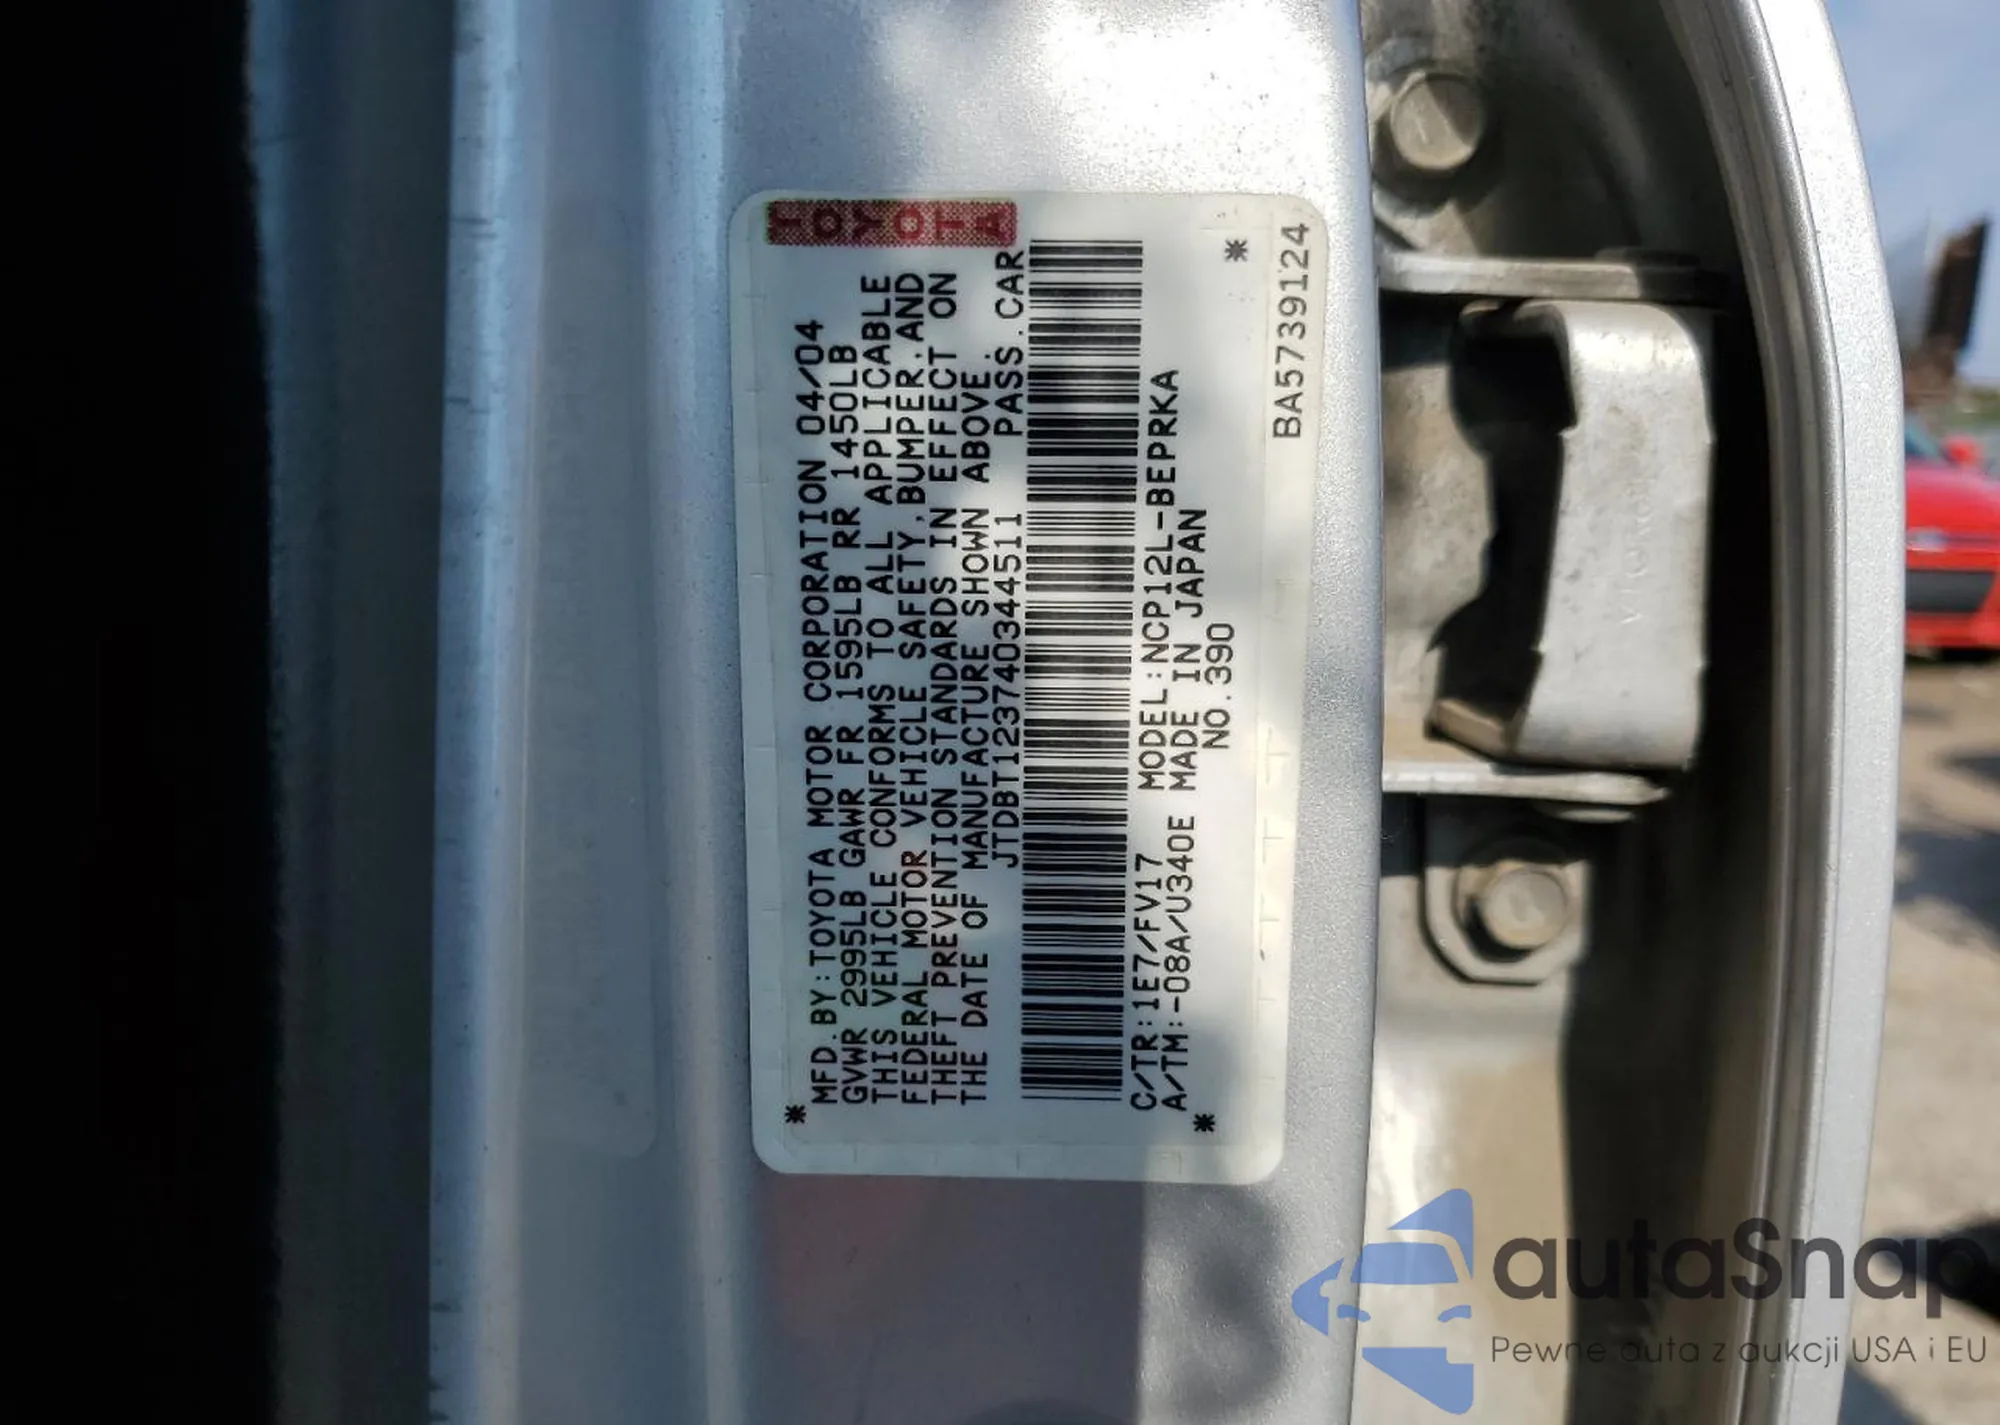 TOYOTA
MFD.BY:TOYOTA MOTOR CORPORATION 04/04
GVWR 2995LB GAWR FR 1595LB RR 1450LB
THIS VEHICLE CONFORMS TO ALL APPLICABLE
FEDERAL MOTOR VEHICLE SAFETY,BUMPER,AND
THEFT PREVENTION STANDARDS IN EFFECT ON
THE DATE OF MANUFACTURE SHOWN ABOVE.
JTDBT123740344511 PASS.CAR
C/TR:1E7/FV17 MODEL:NCP12L-BEPRKA
A/TM:-08A/U340E MADE IN JAPAN
NO.390
BA5739124
autaSnap
Pewne auta z aukcji USA i EU